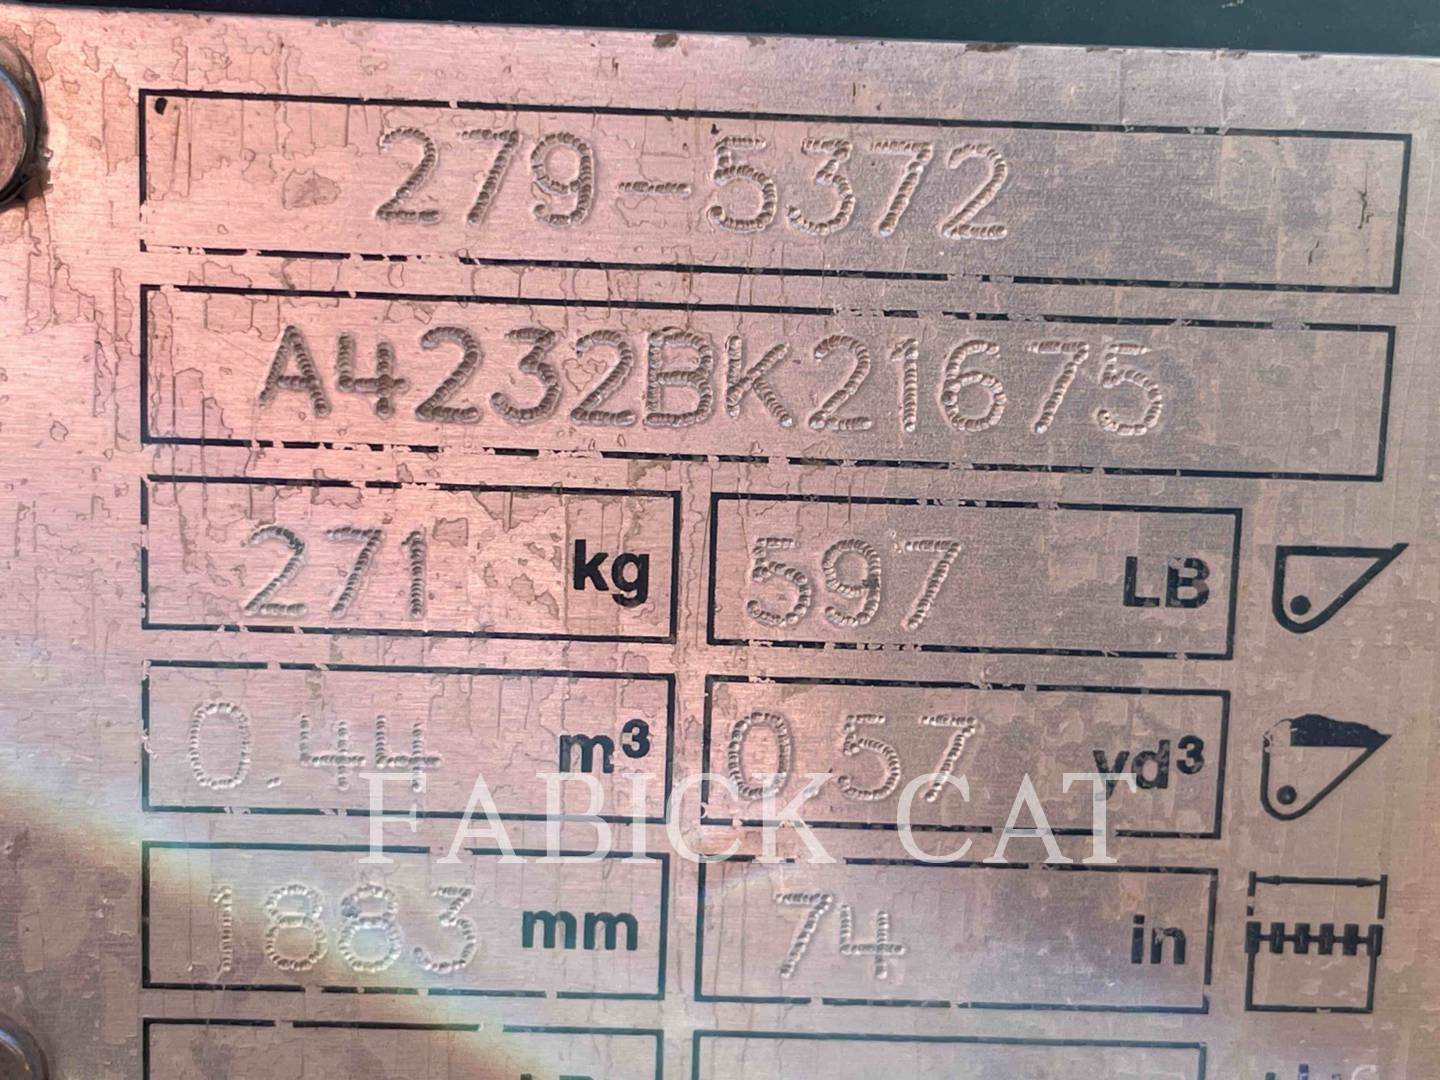 279-5372
A4232BK21675
271 kg 597 LB
0.44 m³ 0.57 yd³
FABICK CAT
1883 mm 74 in